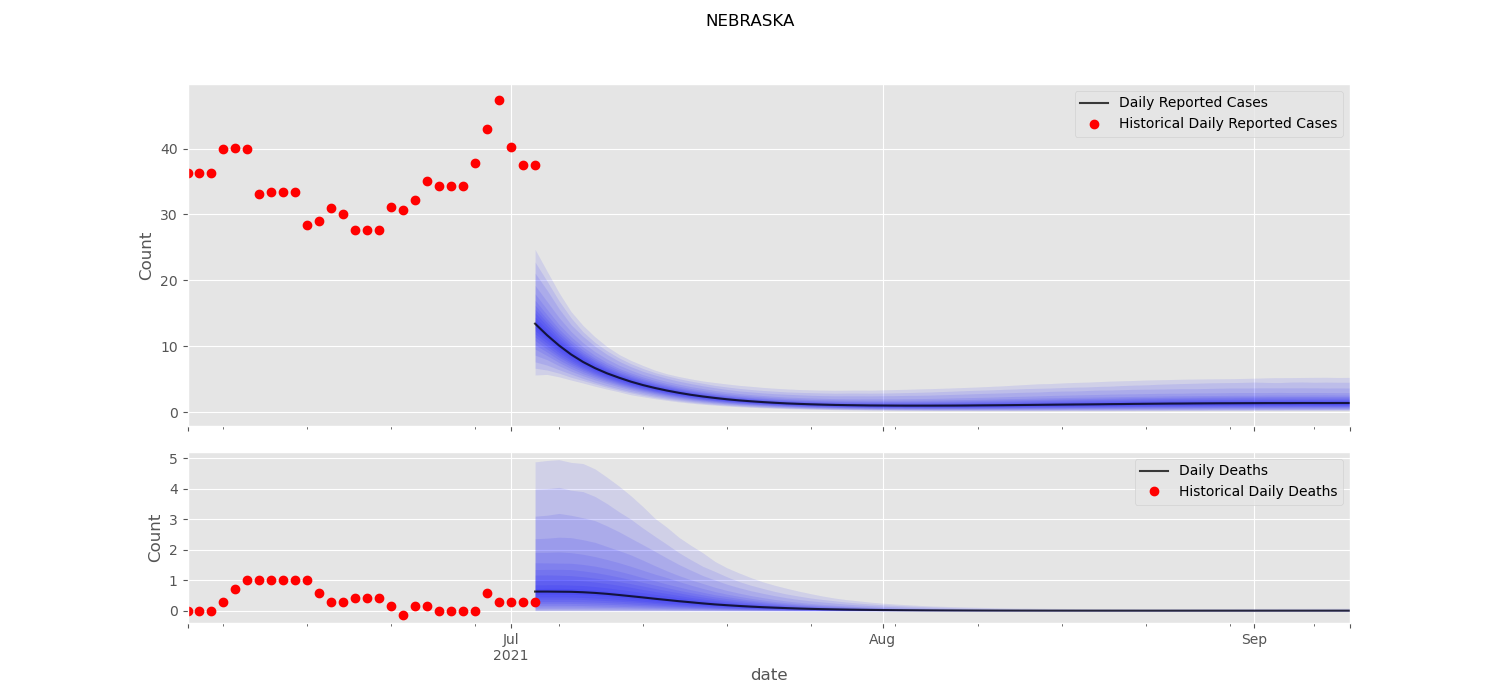 NEBRASKA
Daily Reported Cases
Historical Daily Reported Cases
40
30
20
10
0
Count
Daily Deaths
Historical Daily Deaths
5
4
3
2
1
0
Count
Jul
2021
Aug
Sep
date